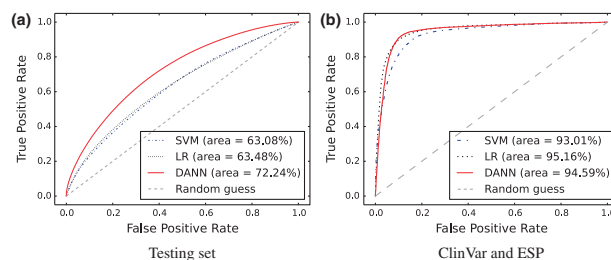 (a)
True Positive Rate
1.0
0.8
0.6
0.4
0.2
0.0
SVM (area = 63.08%)
LR (area = 63.48%)
DANN (area = 72.24%)
Random guess
0.0 0.2 0.4 0.6 0.8 1.0
False Positive Rate
Testing set
(b)
True Positive Rate
1.0
0.8
0.6
0.4
0.2
0.0
SVM (area = 93.01%)
LR (area = 95.16%)
DANN (area = 94.59%)
Random guess
0.0 0.2 0.4 0.6 0.8 1.0
False Positive Rate
ClinVar and ESP